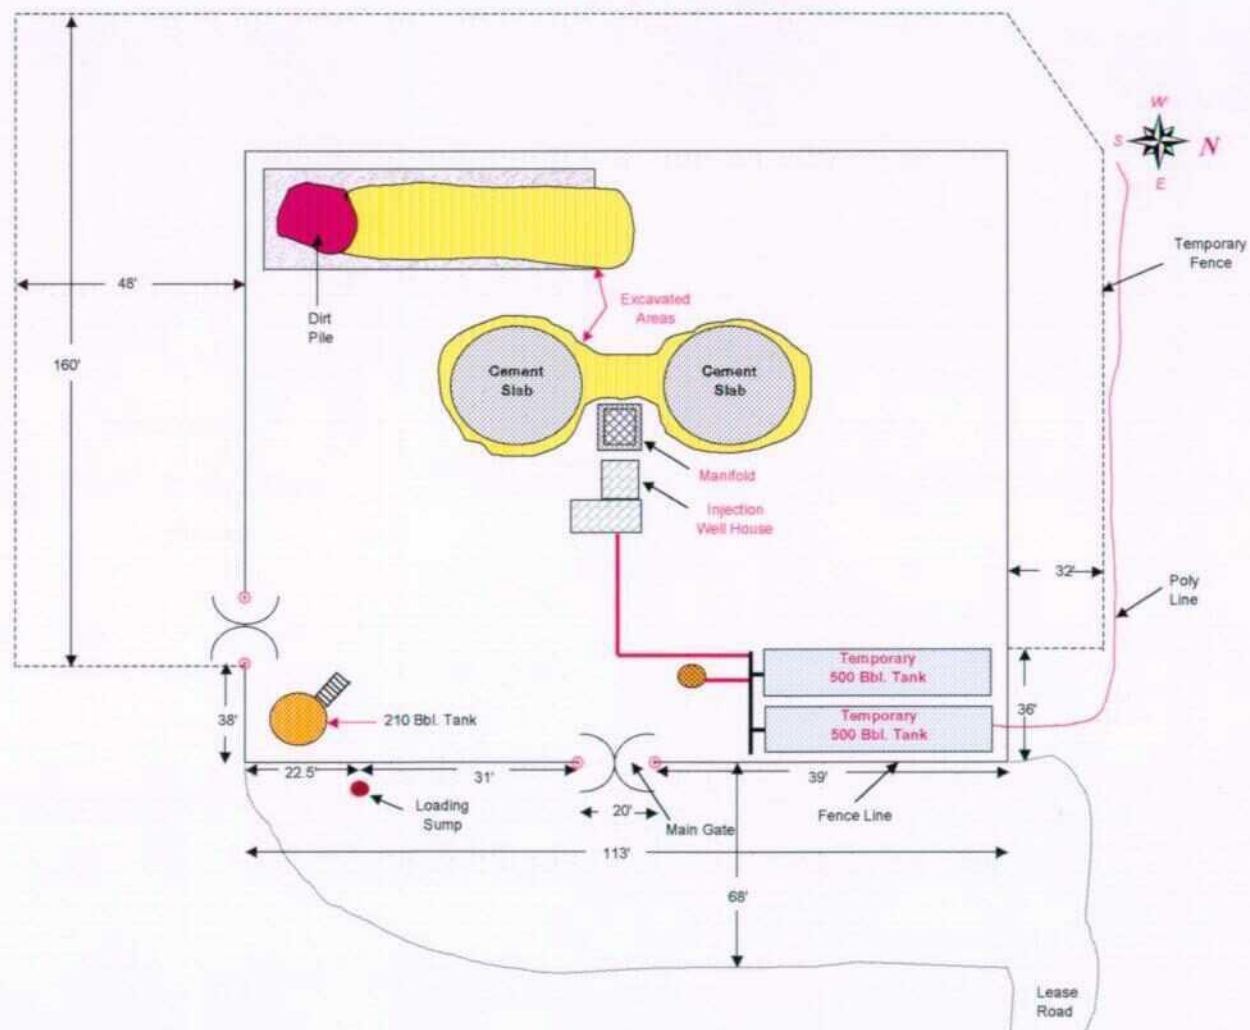 W
S
N
E
Temporary
Fence
48'
Dirt
Pile
Excavated
Areas
160'
Cement
Slab
Cement
Slab
Manifold
Injection
Well House
32'
Poly
Line
Temporary
500 Bbl. Tank
38'
210 Bbl. Tank
Temporary
500 Bbl. Tank
36'
22.5'
31'
39'
Loading
Sump
20'
Main Gate
Fence Line
113'
68'
Lease
Road